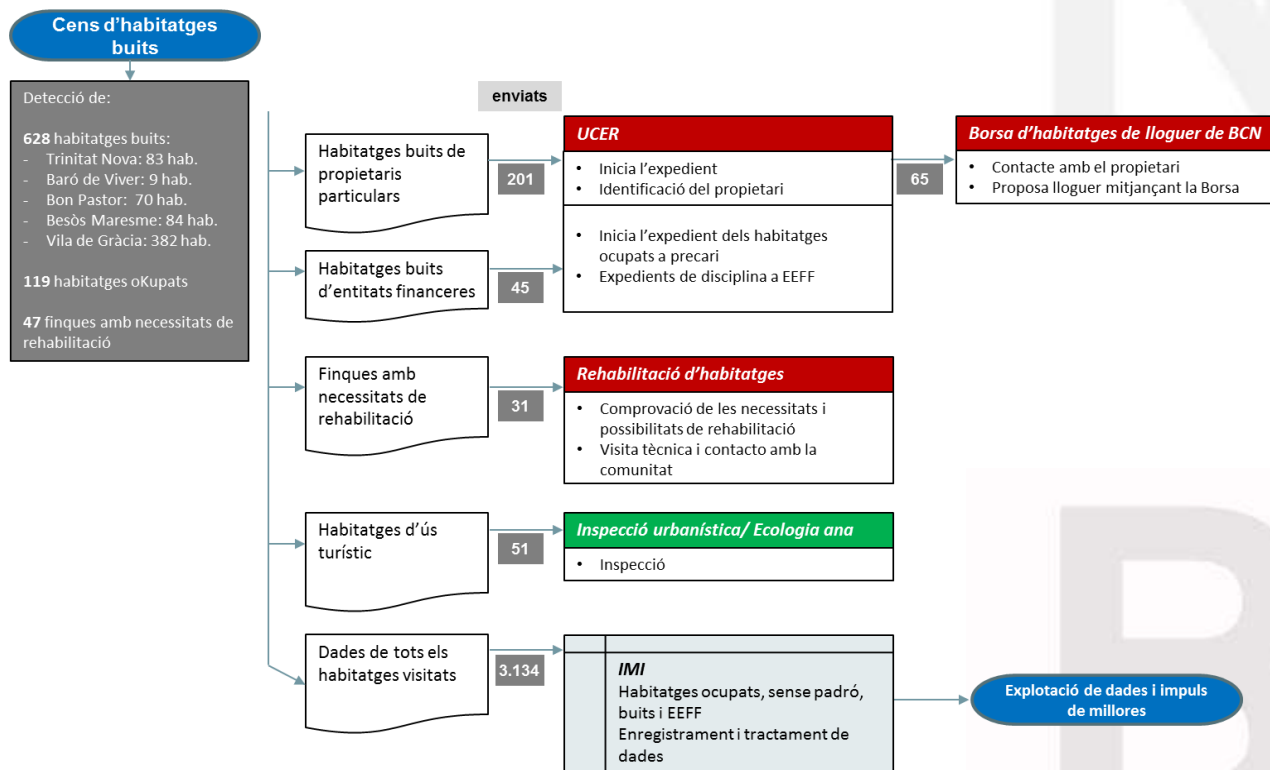 Cens d'habitatges
buits
Detecció de:
628 habitatges buits:
- Trinitat Nova: 83 hab.
- Baró de Viver: 9 hab.
- Bon Pastor: 70 hab.
- Besòs Maresme: 84 hab.
- Vila de Gràcia: 382 hab.
119 habitatges oKupats
47 finques amb necessitats de
rehabilitació
enviats
Habitatges buits de
propietaris
particulars
201
UCER
• Inicia l'expedient
• Identificació del propietari
65
Borsa d'habitatges de lloguer de BCN
• Contacte amb el propietari
• Proposa lloguer mitjançant la Borsa
Habitatges buits
d'entitats financeres
45
• Inicia l'expedient dels habitatges
ocupats a precari
• Expedients de disciplina a EEFF
Finques amb
necessitats de
rehabilitació
31
Rehabilitació d'habitatges
• Comprovació de les necessitats i
possibilitats de rehabilitació
• Visita tècnica i contacto amb la
comunitat
Habitatges d'ús
turístic
51
Inspecció urbanística/ Ecologia ana
• Inspecció
Dades de tots els
habitatges visitats
3.134
IMI
Habitatges ocupats, sense padró,
buits i EEFF
Enregistrament i tractament de
dades
Explotació de dades i impuls
de millores